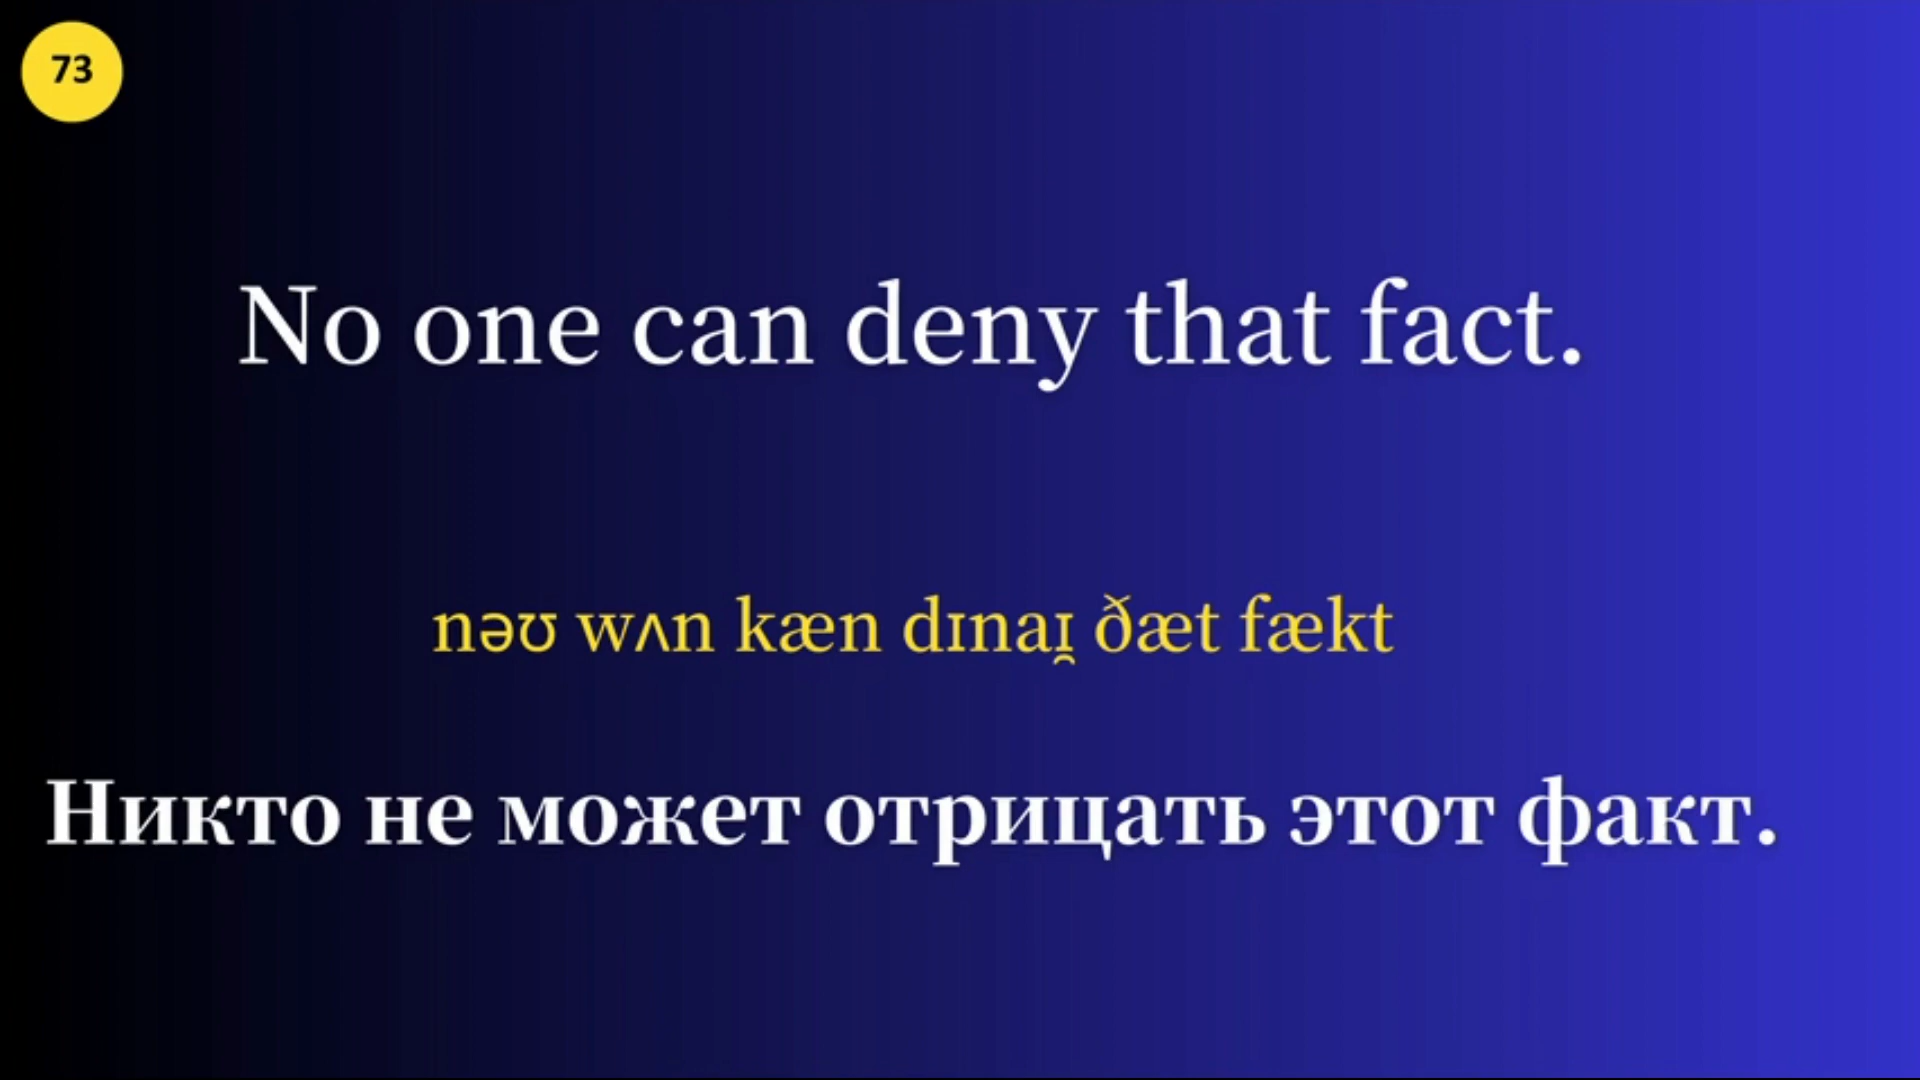 73
No one can deny that fact.
nəʊ wʌn kæn dɪnaɪ̯ ðæt fækt
Никто не может отрицать этот факт.